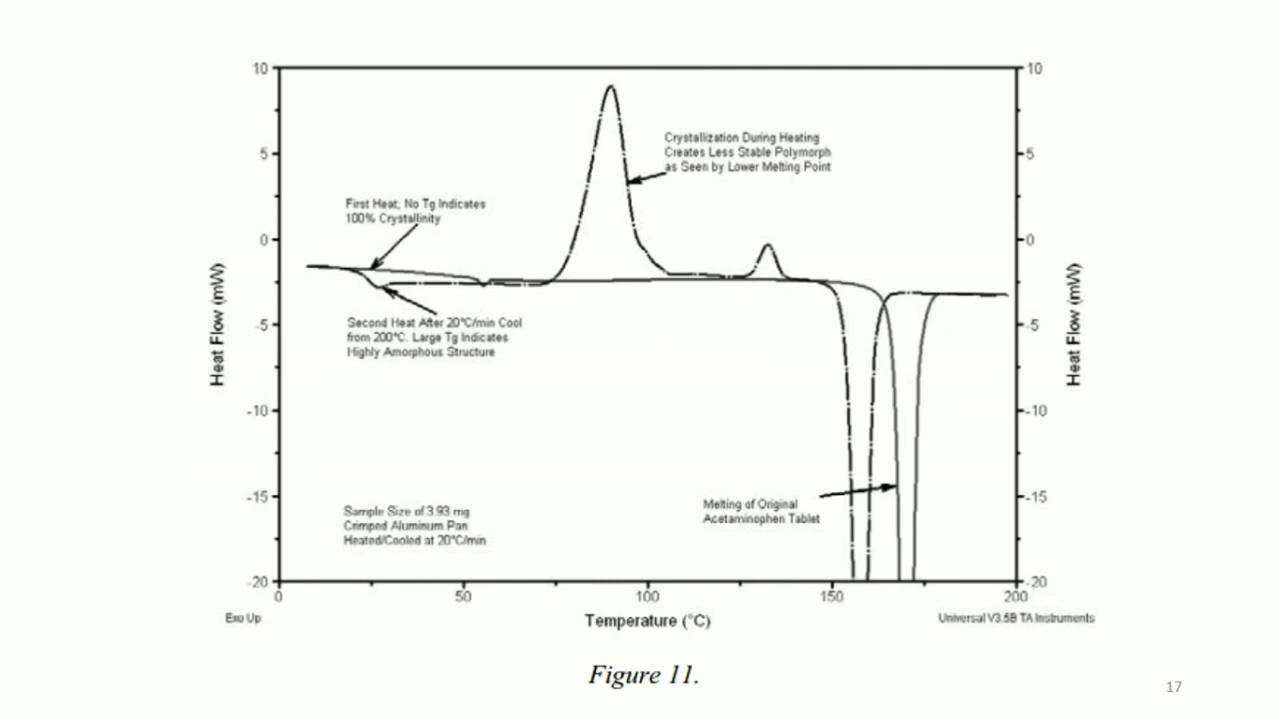 10
10
Crystallization During Heating
Creates Less Stable Polymorph
as Seen by Lower Melting Point
5
5
First Heat; No Tg Indicates
100% Crystallinity
0
0
Heat Flow (mW)
Heat Flow (mW)
Second Heat After 20°C/min Cool
from 200°C. Large Tg Indicates
Highly Amorphous Structure
-5
-5
-10
-10
-15
-15
Melting of Original
Acetaminophen Tablet
Sample Size of 3.93 mg
Crimped Aluminum Pan
Heated/Cooled at 20°C/min
-20
-20
0
50
100
150
200
Exo Up
Temperature (°C)
Universal V3.5B TA Instruments
Figure 11.
17